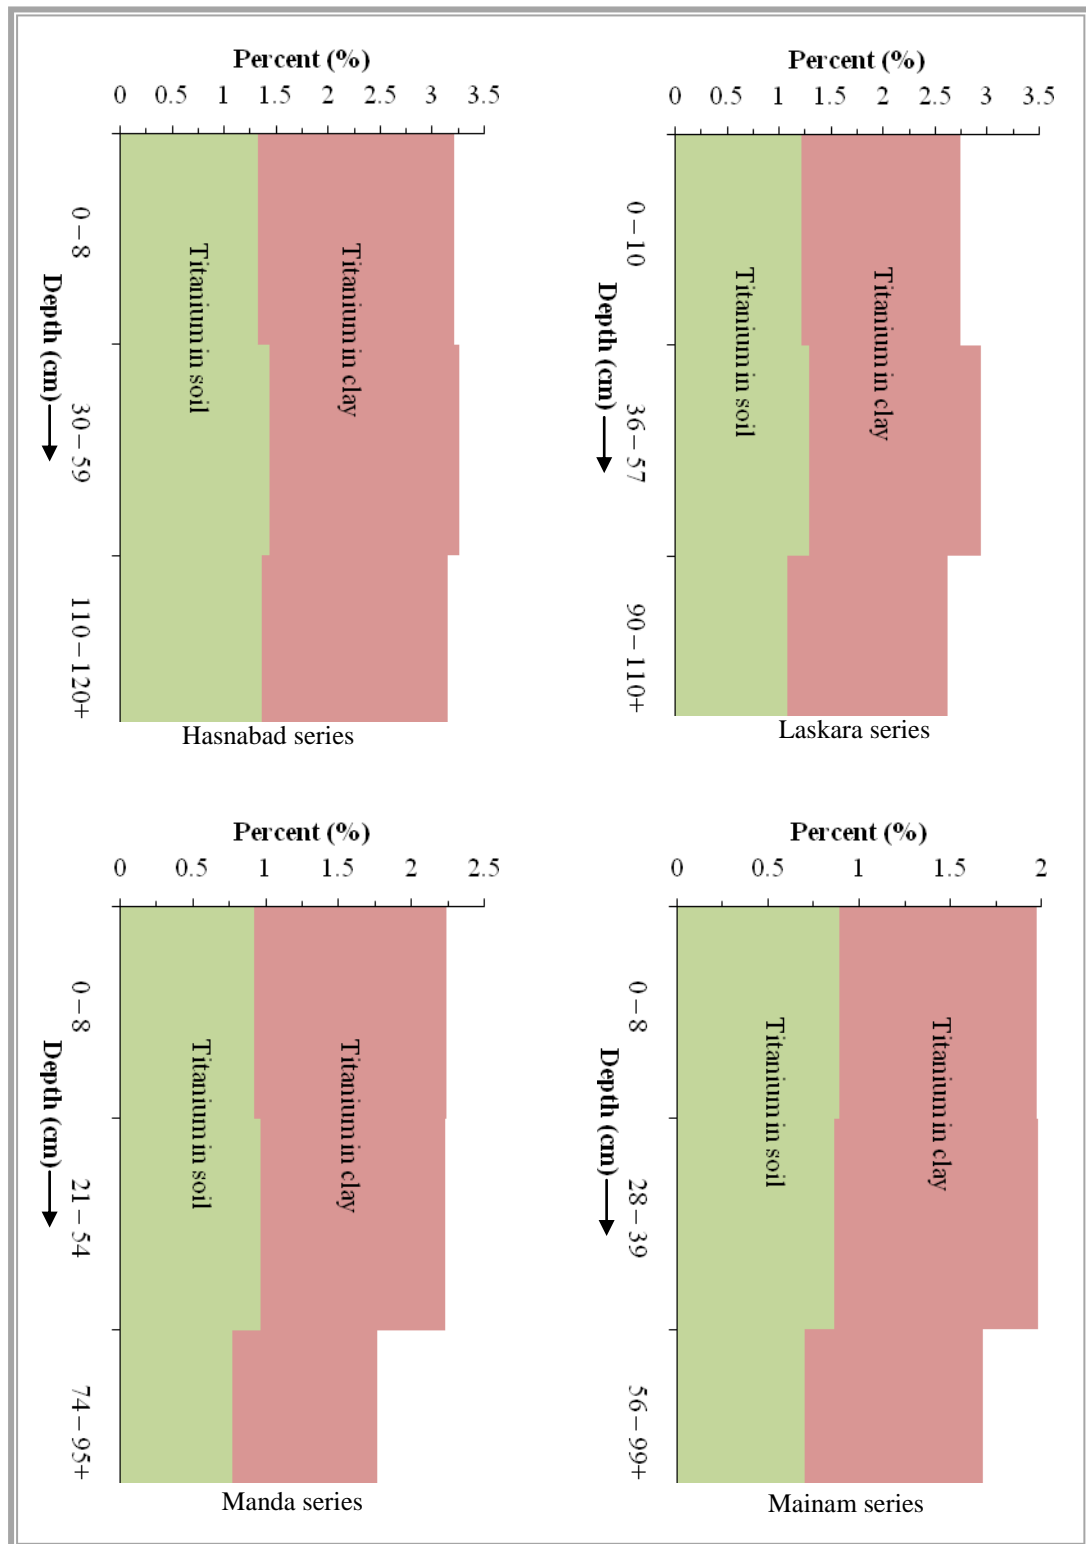 Percent (%)
0 0.5 1 1.5 2 2.5 3 3.5
0 – 8
30 – 59
110 – 120+
Depth (cm)
Titanium in soil
Titanium in clay
Hasnabad series
Percent (%)
0 0.5 1 1.5 2 2.5 3 3.5
0 – 10
36 – 57
90 – 110+
Depth (cm)
Titanium in soil
Titanium in clay
Laskara series
Percent (%)
0 0.5 1 1.5 2 2.5
0 – 8
21 – 54
74 – 95+
Depth (cm)
Titanium in soil
Titanium in clay
Manda series
Percent (%)
0 0.5 1 1.5 2
0 – 8
28 – 39
56 – 99+
Depth (cm)
Titanium in soil
Titanium in clay
Mainam series